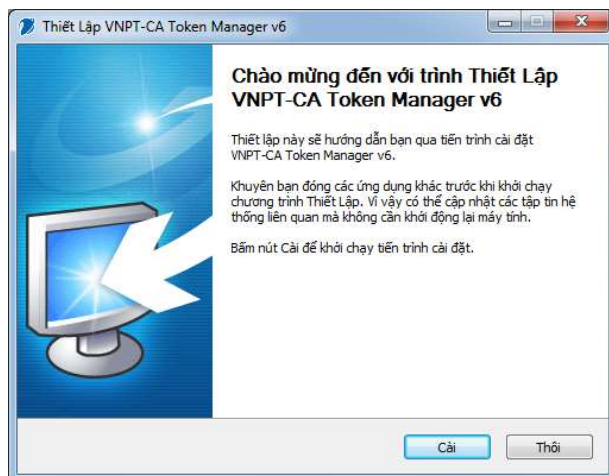 Thiết Lập VNPT-CA Token Manager v6
Chào mừng đến với trình Thiết Lập
VNPT-CA Token Manager v6
Thiết lập này sẽ hướng dẫn bạn qua tiến trình cài đặt
VNPT-CA Token Manager v6.
Khuyên bạn đóng các ứng dụng khác trước khi khởi chạy
chương trình Thiết Lập. Vì vậy có thể cập nhật các tập tin hệ
thống liên quan mà không cần khởi động lại máy tính.
Bấm nút Cài để khởi chạy tiến trình cài đặt.
Cài
Thôi